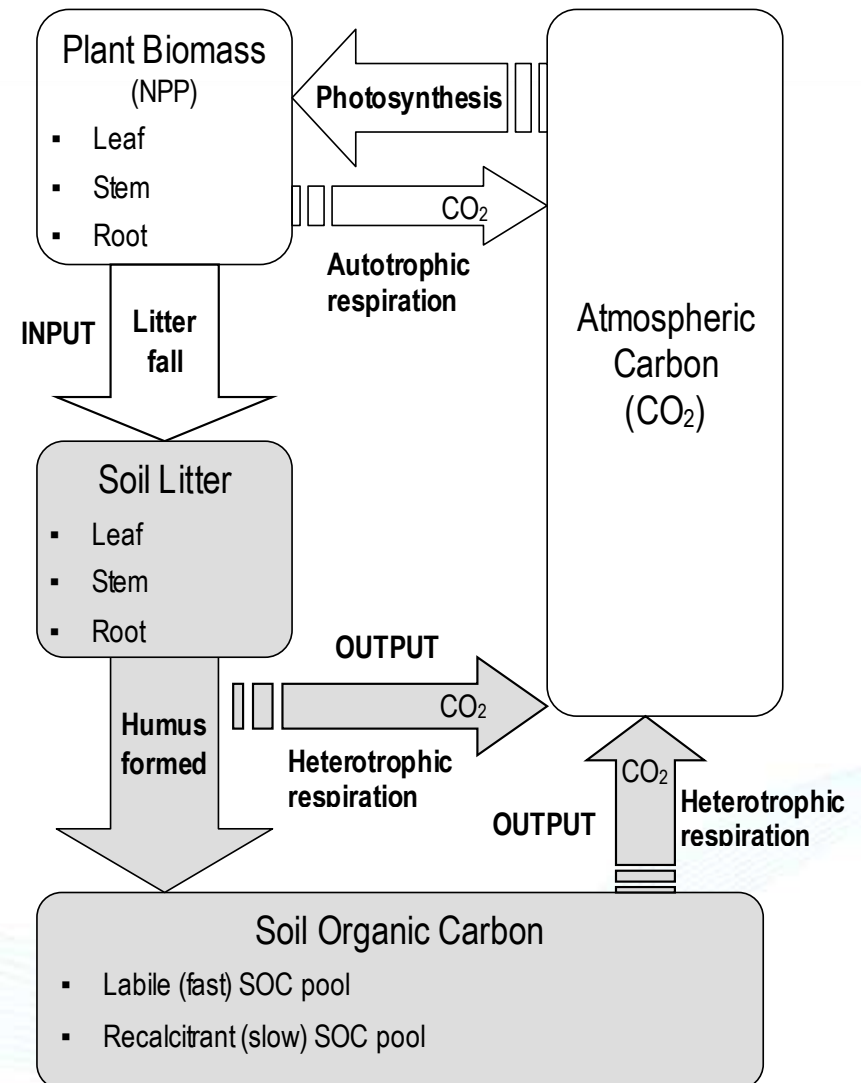 Plant Biomass
(NPP)
▪ Leaf
▪ Stem
▪ Root
Photosynthesis
CO₂
Autotrophic
respiration
Atmospheric
Carbon
(CO₂)
INPUT
Litter
fall
Soil Litter
▪ Leaf
▪ Stem
▪ Root
OUTPUT
CO₂
Heterotrophic
respiration
Humus
formed
CO₂
OUTPUT
Heterotrophic
respiration
Soil Organic Carbon
▪ Labile (fast) SOC pool
▪ Recalcitrant (slow) SOC pool